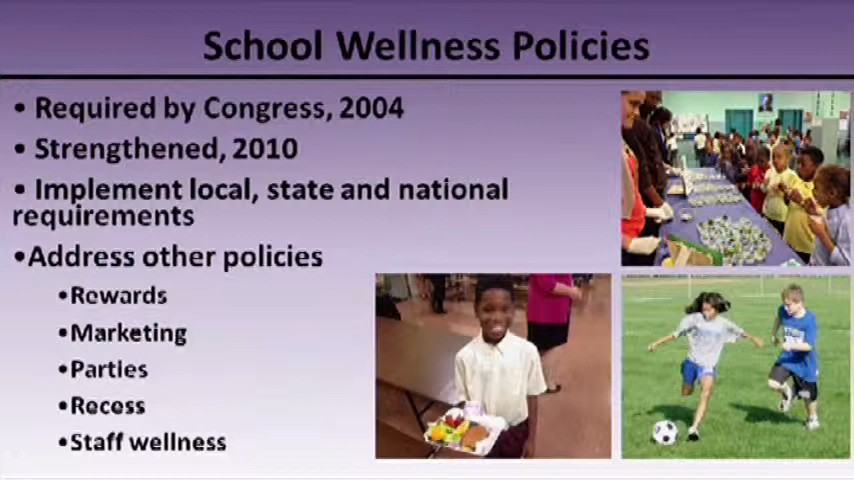 School Wellness Policies
• Required by Congress, 2004
• Strengthened, 2010
• Implement local, state and national
requirements
•Address other policies
•Rewards
•Marketing
•Parties
•Recess
•Staff wellness